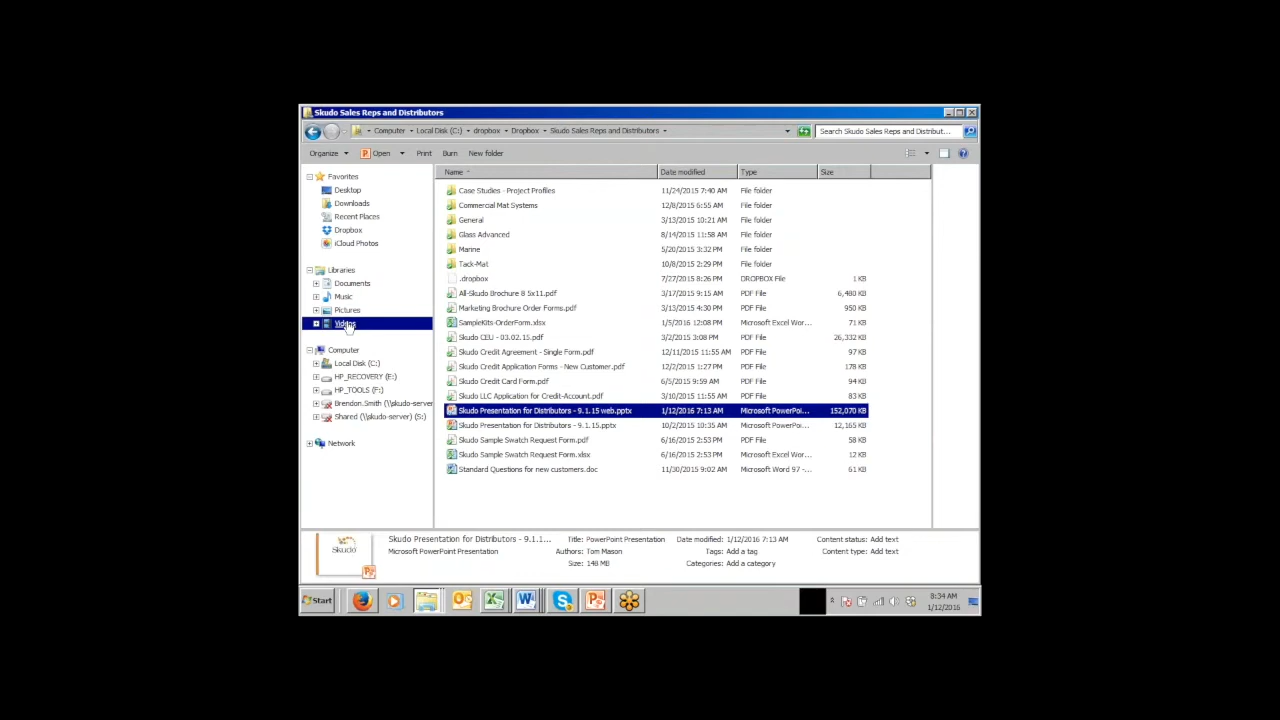 Skudo Sales Reps and Distributors
Computer Local Disk (C:) dropbox Dropbox Skudo Sales Reps and Distributors
Search Skudo Sales Reps and Distribut...
Organize Open Print Burn New folder
Name Date modified Type Size
Favorites
Desktop
Downloads
Recent Places
Dropbox
iCloud Photos
Libraries
Documents
Music
Pictures
Videos
Computer
Local Disk (C:)
HP_RECOVERY (E:)
HP_TOOLS (F:)
Brendon.Smith (\\skudo-server
Shared (\\skudo-server) (S:)
Network
Case Studies - Project Profiles 11/24/2015 7:40 AM File folder
Commercial Mat Systems 12/8/2015 6:55 AM File folder
General 3/13/2015 10:21 AM File folder
Glass Advanced 8/14/2015 11:58 AM File folder
Marine 5/20/2015 3:32 PM File folder
Tack-Mat 10/8/2015 2:29 PM File folder
.dropbox 7/27/2015 8:26 PM DROPBOX File 1 KB
All-Skudo Brochure 8 5x11.pdf 3/17/2015 9:15 AM PDF File 6,480 KB
Marketing Brochure Order Forms.pdf 3/13/2015 4:30 PM PDF File 950 KB
SampleKits-OrderForm.xlsx 1/5/2016 12:08 PM Microsoft Excel Wor... 71 KB
Skudo CEU - 03.02.15.pdf 3/2/2015 3:08 PM PDF File 26,332 KB
Skudo Credit Agreement - Single Form.pdf 12/11/2015 11:55 AM PDF File 97 KB
Skudo Credit Application Forms - New Customer.pdf 12/2/2015 1:27 PM PDF File 178 KB
Skudo Credit Card Form.pdf 6/5/2015 9:59 AM PDF File 94 KB
Skudo LLC Application for Credit-Account.pdf 3/10/2015 11:55 AM PDF File 83 KB
Skudo Presentation for Distributors - 9.1.15 web.pptx 1/12/2016 7:13 AM Microsoft PowerPoi... 152,070 KB
Skudo Presentation for Distributors - 9.1.15.pptx 10/2/2015 10:35 AM Microsoft PowerPoi... 12,165 KB
Skudo Sample Swatch Request Form.pdf 6/16/2015 2:53 PM PDF File 58 KB
Skudo Sample Swatch Request Form.xlsx 6/16/2015 2:53 PM Microsoft Excel Wor... 12 KB
Standard Questions for new customers.doc 11/30/2015 9:02 AM Microsoft Word 97 -... 61 KB
Skudo
Skudo Presentation for Distributors - 9.1.1... Title: PowerPoint Presentation Date modified: 1/12/2016 7:13 AM Content status: Add text
Microsoft PowerPoint Presentation Authors: Tom Mason Tags: Add a tag Content type: Add text
Size: 148 MB Categories: Add a category
Start
8:34 AM
1/12/2016